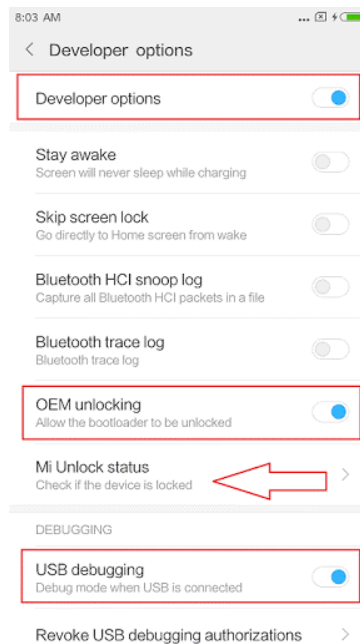 8:03 AM
Developer options
Developer options
Stay awake
Screen will never sleep while charging
Skip screen lock
Go directly to Home screen from wake
Bluetooth HCI snoop log
Capture all Bluetooth HCI packets in a file
Bluetooth trace log
Bluetooth trace log
OEM unlocking
Allow the bootloader to be unlocked
Mi Unlock status
Check if the device is locked
DEBUGGING
USB debugging
Debug mode when USB is connected
Revoke USB debugging authorizations